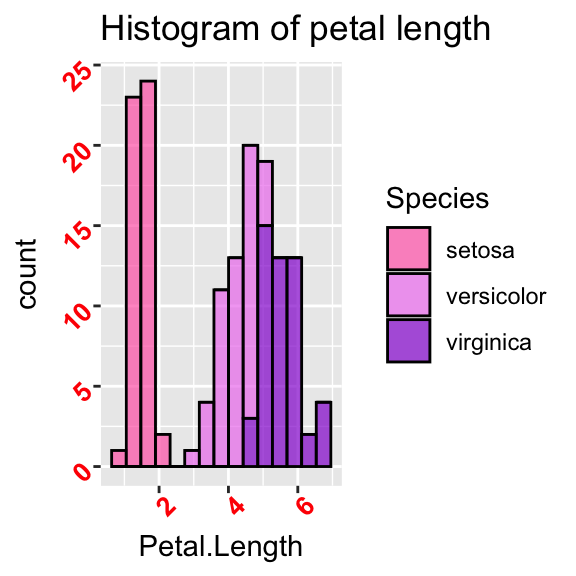 Histogram of petal length
25
20
15
10
5
0
count
2
4
6
Petal.Length
Species
setosa
versicolor
virginica